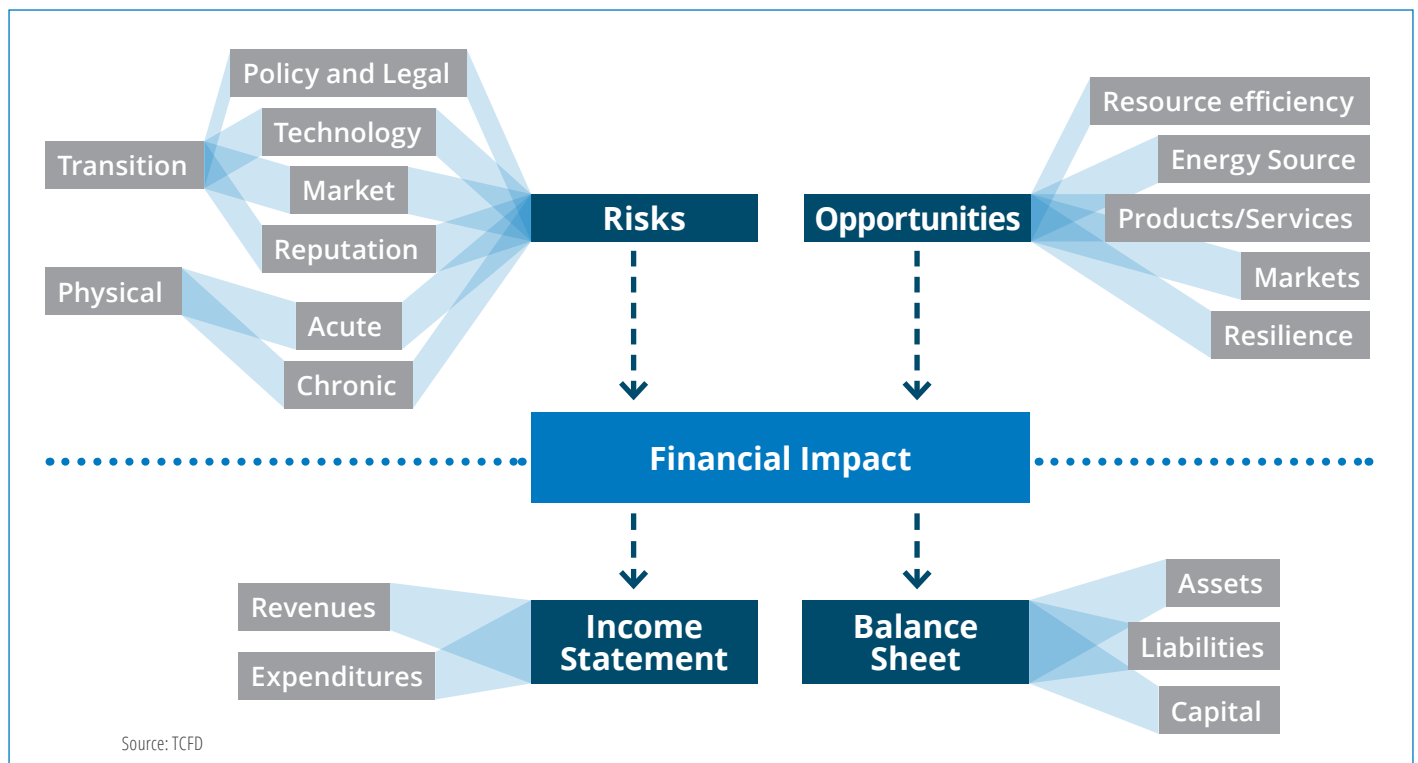 Policy and Legal
Technology
Transition
Market
Reputation
Physical
Acute
Chronic
Risks
Opportunities
Resource efficiency
Energy Source
Products/Services
Markets
Resilience
Financial Impact
Revenues
Expenditures
Income
Statement
Balance
Sheet
Assets
Liabilities
Capital
Source: TCFD